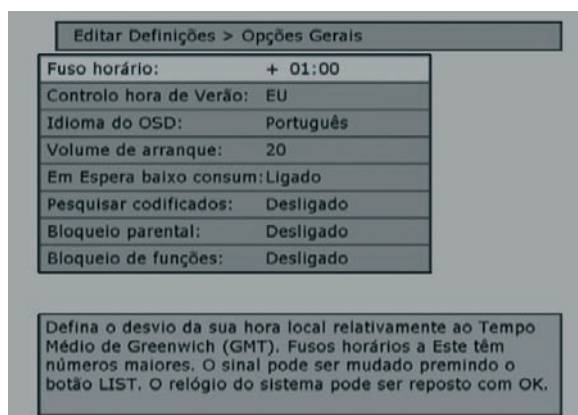 Editar Definições > Opções Gerais
Fuso horário: + 01:00
Controlo hora de Verão: EU
Idioma do OSD: Português
Volume de arranque: 20
Em Espera baixo consum:Ligado
Pesquisar codificados: Desligado
Bloqueio parental: Desligado
Bloqueio de funções: Desligado
Defina o desvio da sua hora local relativamente ao Tempo
Médio de Greenwich (GMT). Fusos horários a Este têm
números maiores. O sinal pode ser mudado premindo o
botão LIST. O relógio do sistema pode ser reposto com OK.